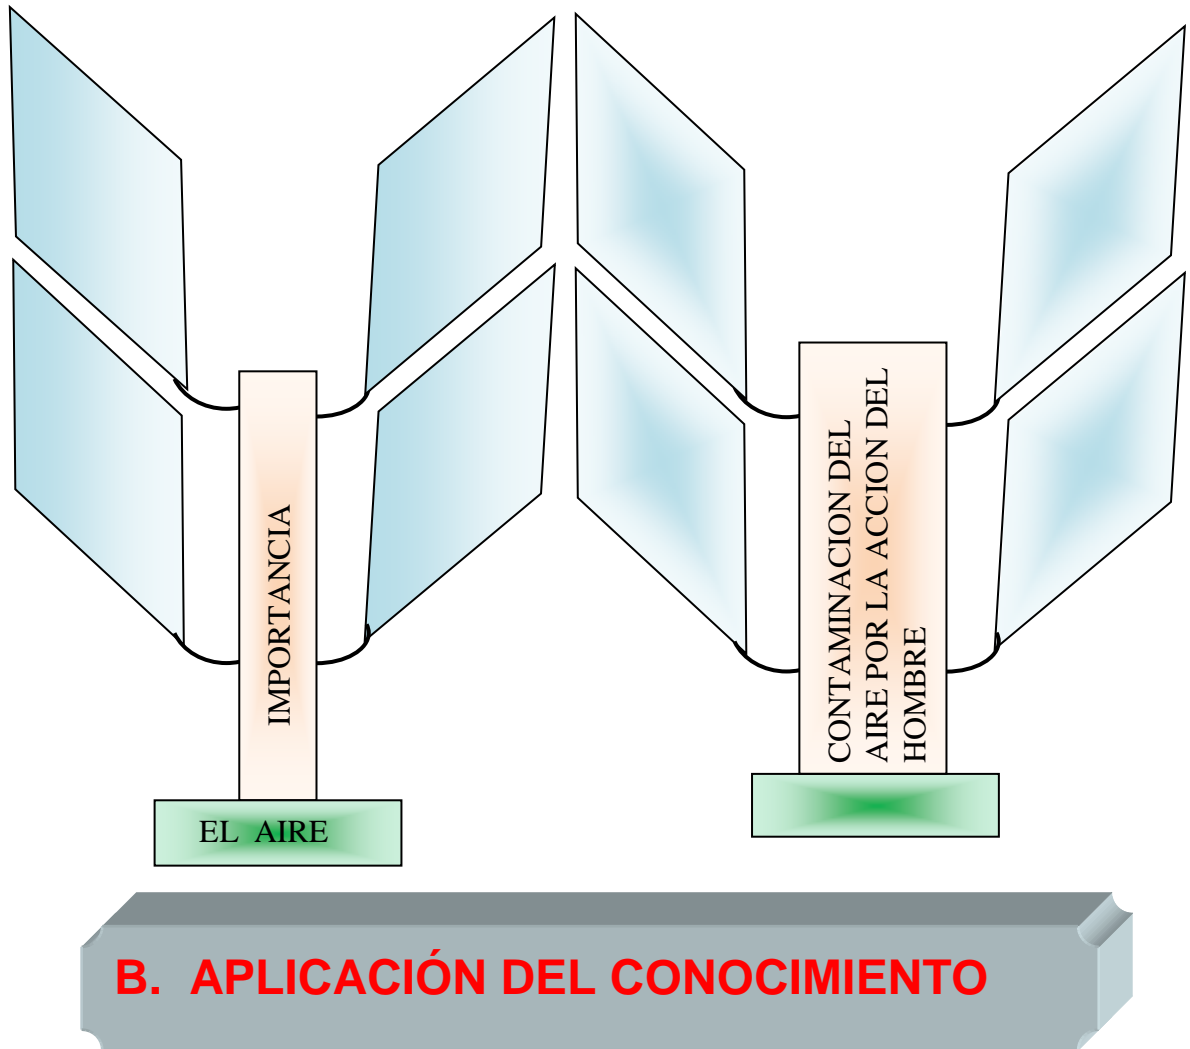 IMPORTANCIA
EL AIRE
CONTAMINACION DEL
AIRE POR LA ACCION DEL
HOMBRE
B. APLICACIÓN DEL CONOCIMIENTO